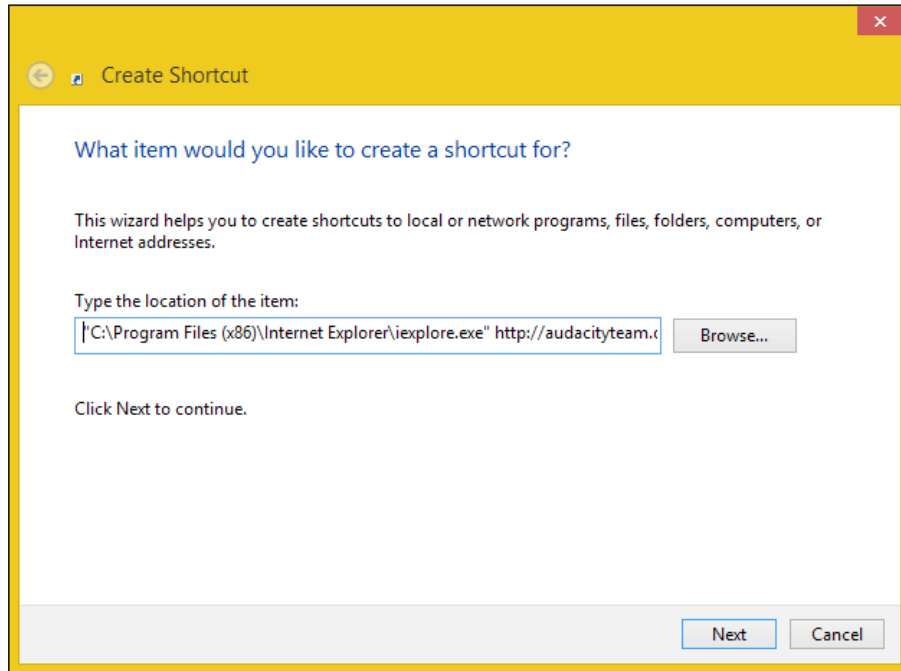 Create Shortcut
What item would you like to create a shortcut for?
This wizard helps you to create shortcuts to local or network programs, files, folders, computers, or
Internet addresses.
Type the location of the item:
"C:\Program Files (x86)\Internet Explorer\iexplore.exe" http://audacityteam.
Browse...
Click Next to continue.
Next
Cancel